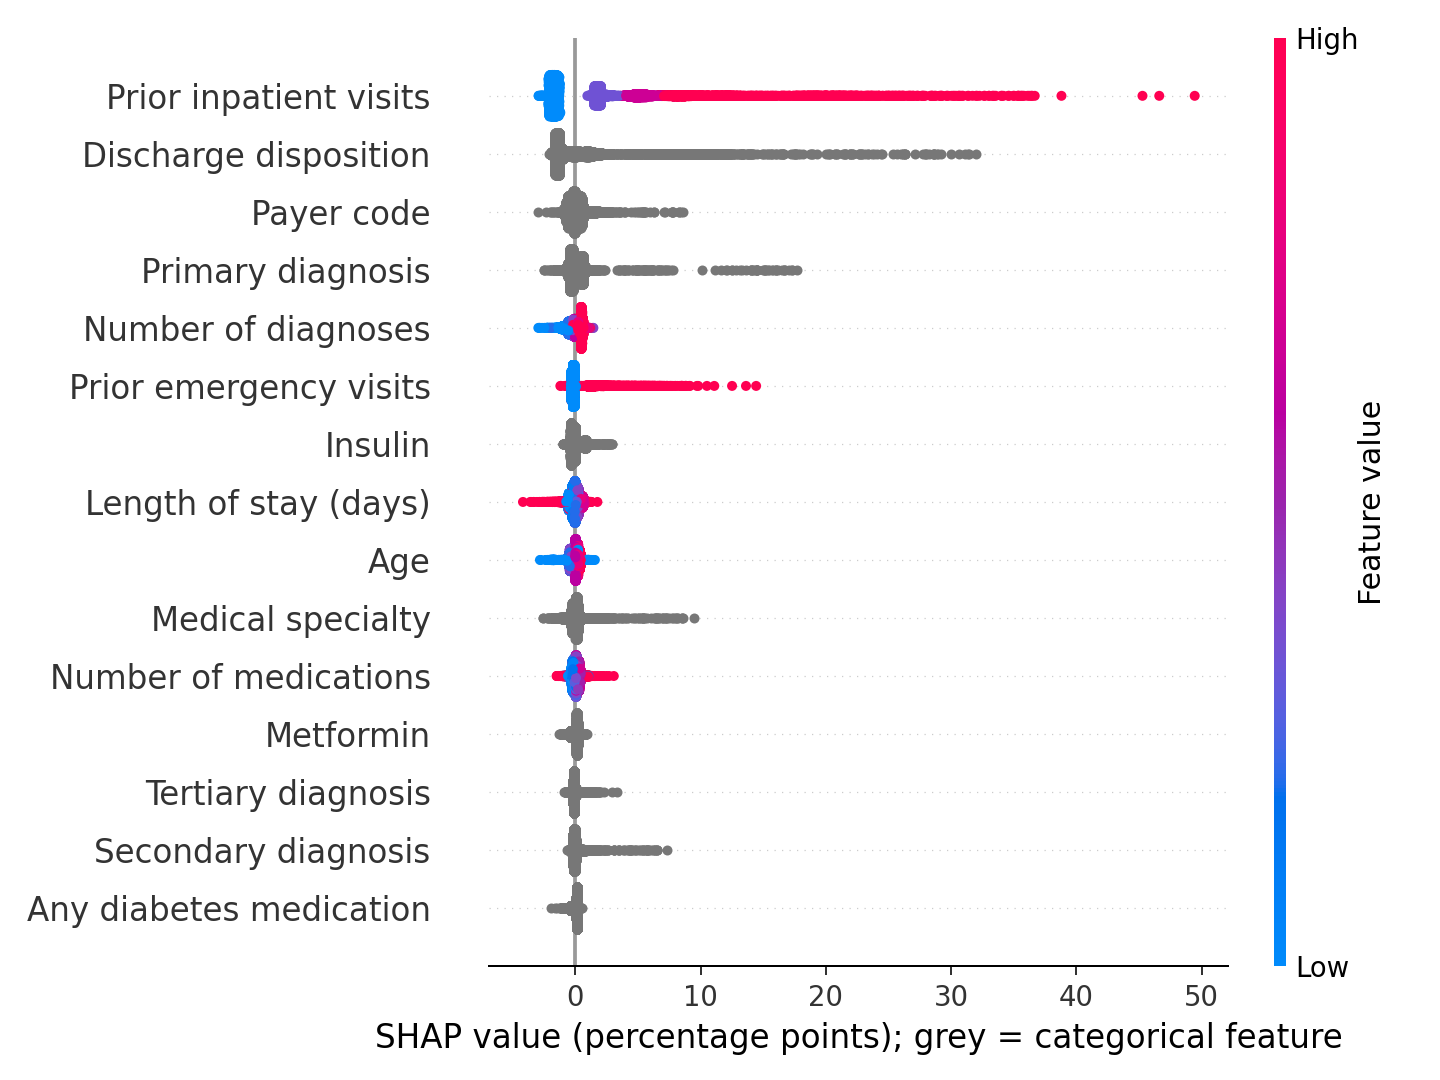 High
Prior inpatient visits
Discharge disposition
Payer code
Primary diagnosis
Number of diagnoses
Prior emergency visits
Insulin
Length of stay (days)
Age
Medical specialty
Number of medications
Metformin
Tertiary diagnosis
Secondary diagnosis
Any diabetes medication
Feature value
Low
0 10 20 30 40 50
SHAP value (percentage points); grey = categorical feature